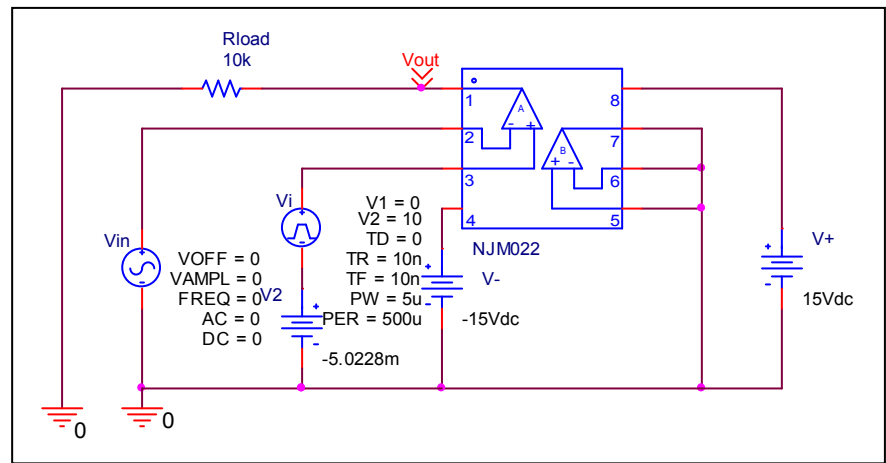 Rload
10k
Vout
1
2
3
4
A
B
8
7
6
5
NJM022
Vi
V1 = 0
V2 = 10
TD = 0
TR = 10n
TF = 10n
PW = 5u
PER = 500u
Vin
VOFF = 0
VAMPL = 0
FREQ = 0
AC = 0
DC = 0
V2
-5.0228m
V-
-15Vdc
V+
15Vdc
0
0